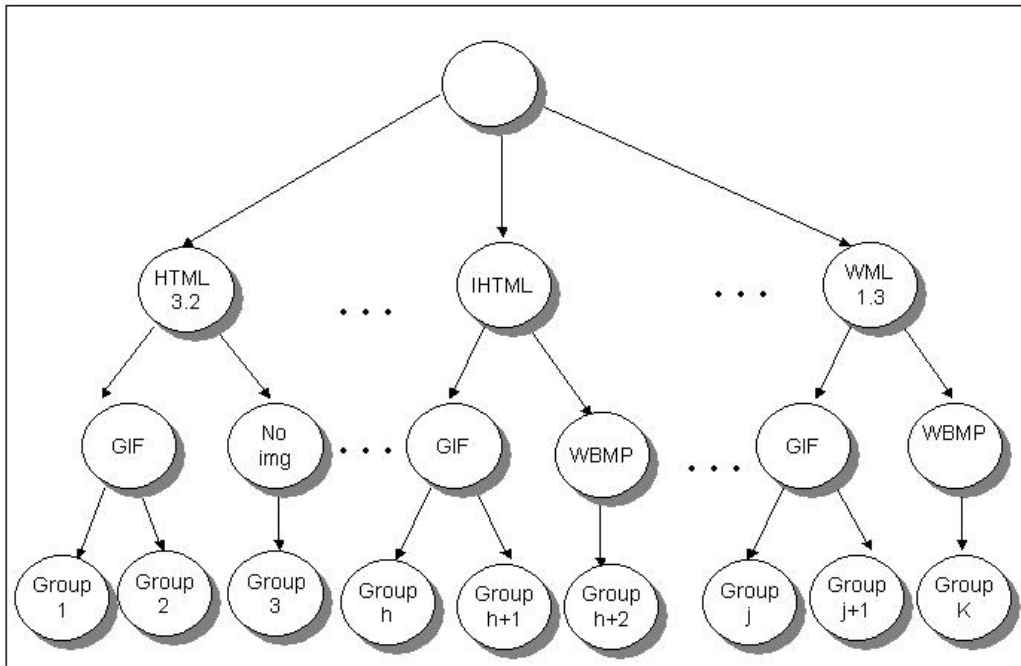 HTML
3.2
. . .
IHTML
. . .
WML
1.3
GIF
No
img
. . .
GIF
WBMP
. . .
GIF
WBMP
Group
1
Group
2
Group
3
Group
h
Group
h+1
Group
h+2
Group
j
Group
j+1
Group
K